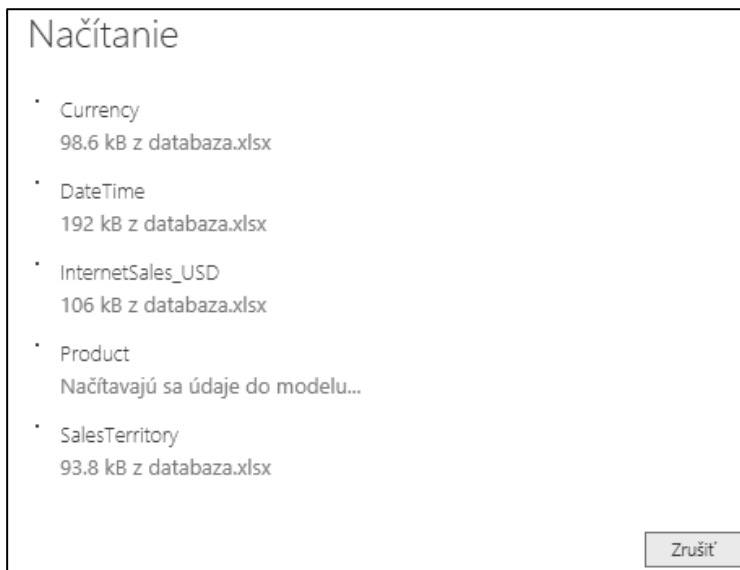 Načítanie
Currency
98.6 kB z databaza.xlsx
DateTime
192 kB z databaza.xlsx
InternetSales_USD
106 kB z databaza.xlsx
Product
Načítavajú sa údaje do modelu...
SalesTerritory
93.8 kB z databaza.xlsx
Zrušiť